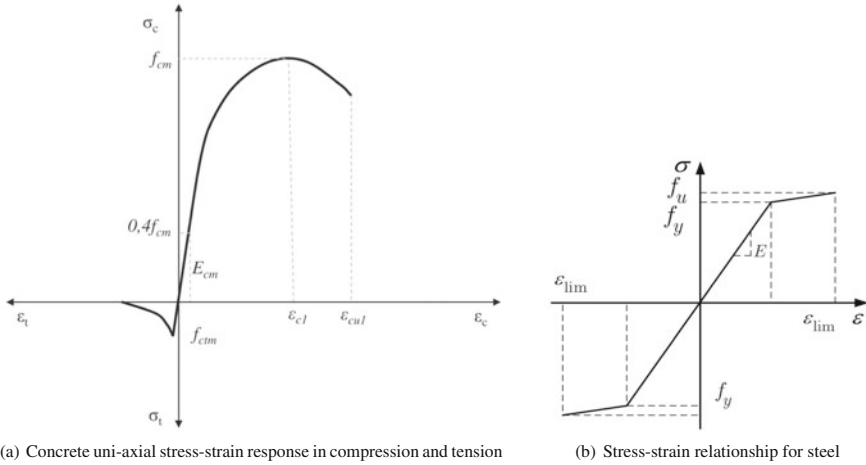 σc
fcm
0,4fcm
Ecm
εt
εc1
εcu1
εc
fctm
σt
(a) Concrete uni-axial stress-strain response in compression and tension
σ
fu
fy
E
εlim
εlim
ε
fy
(b) Stress-strain relationship for steel